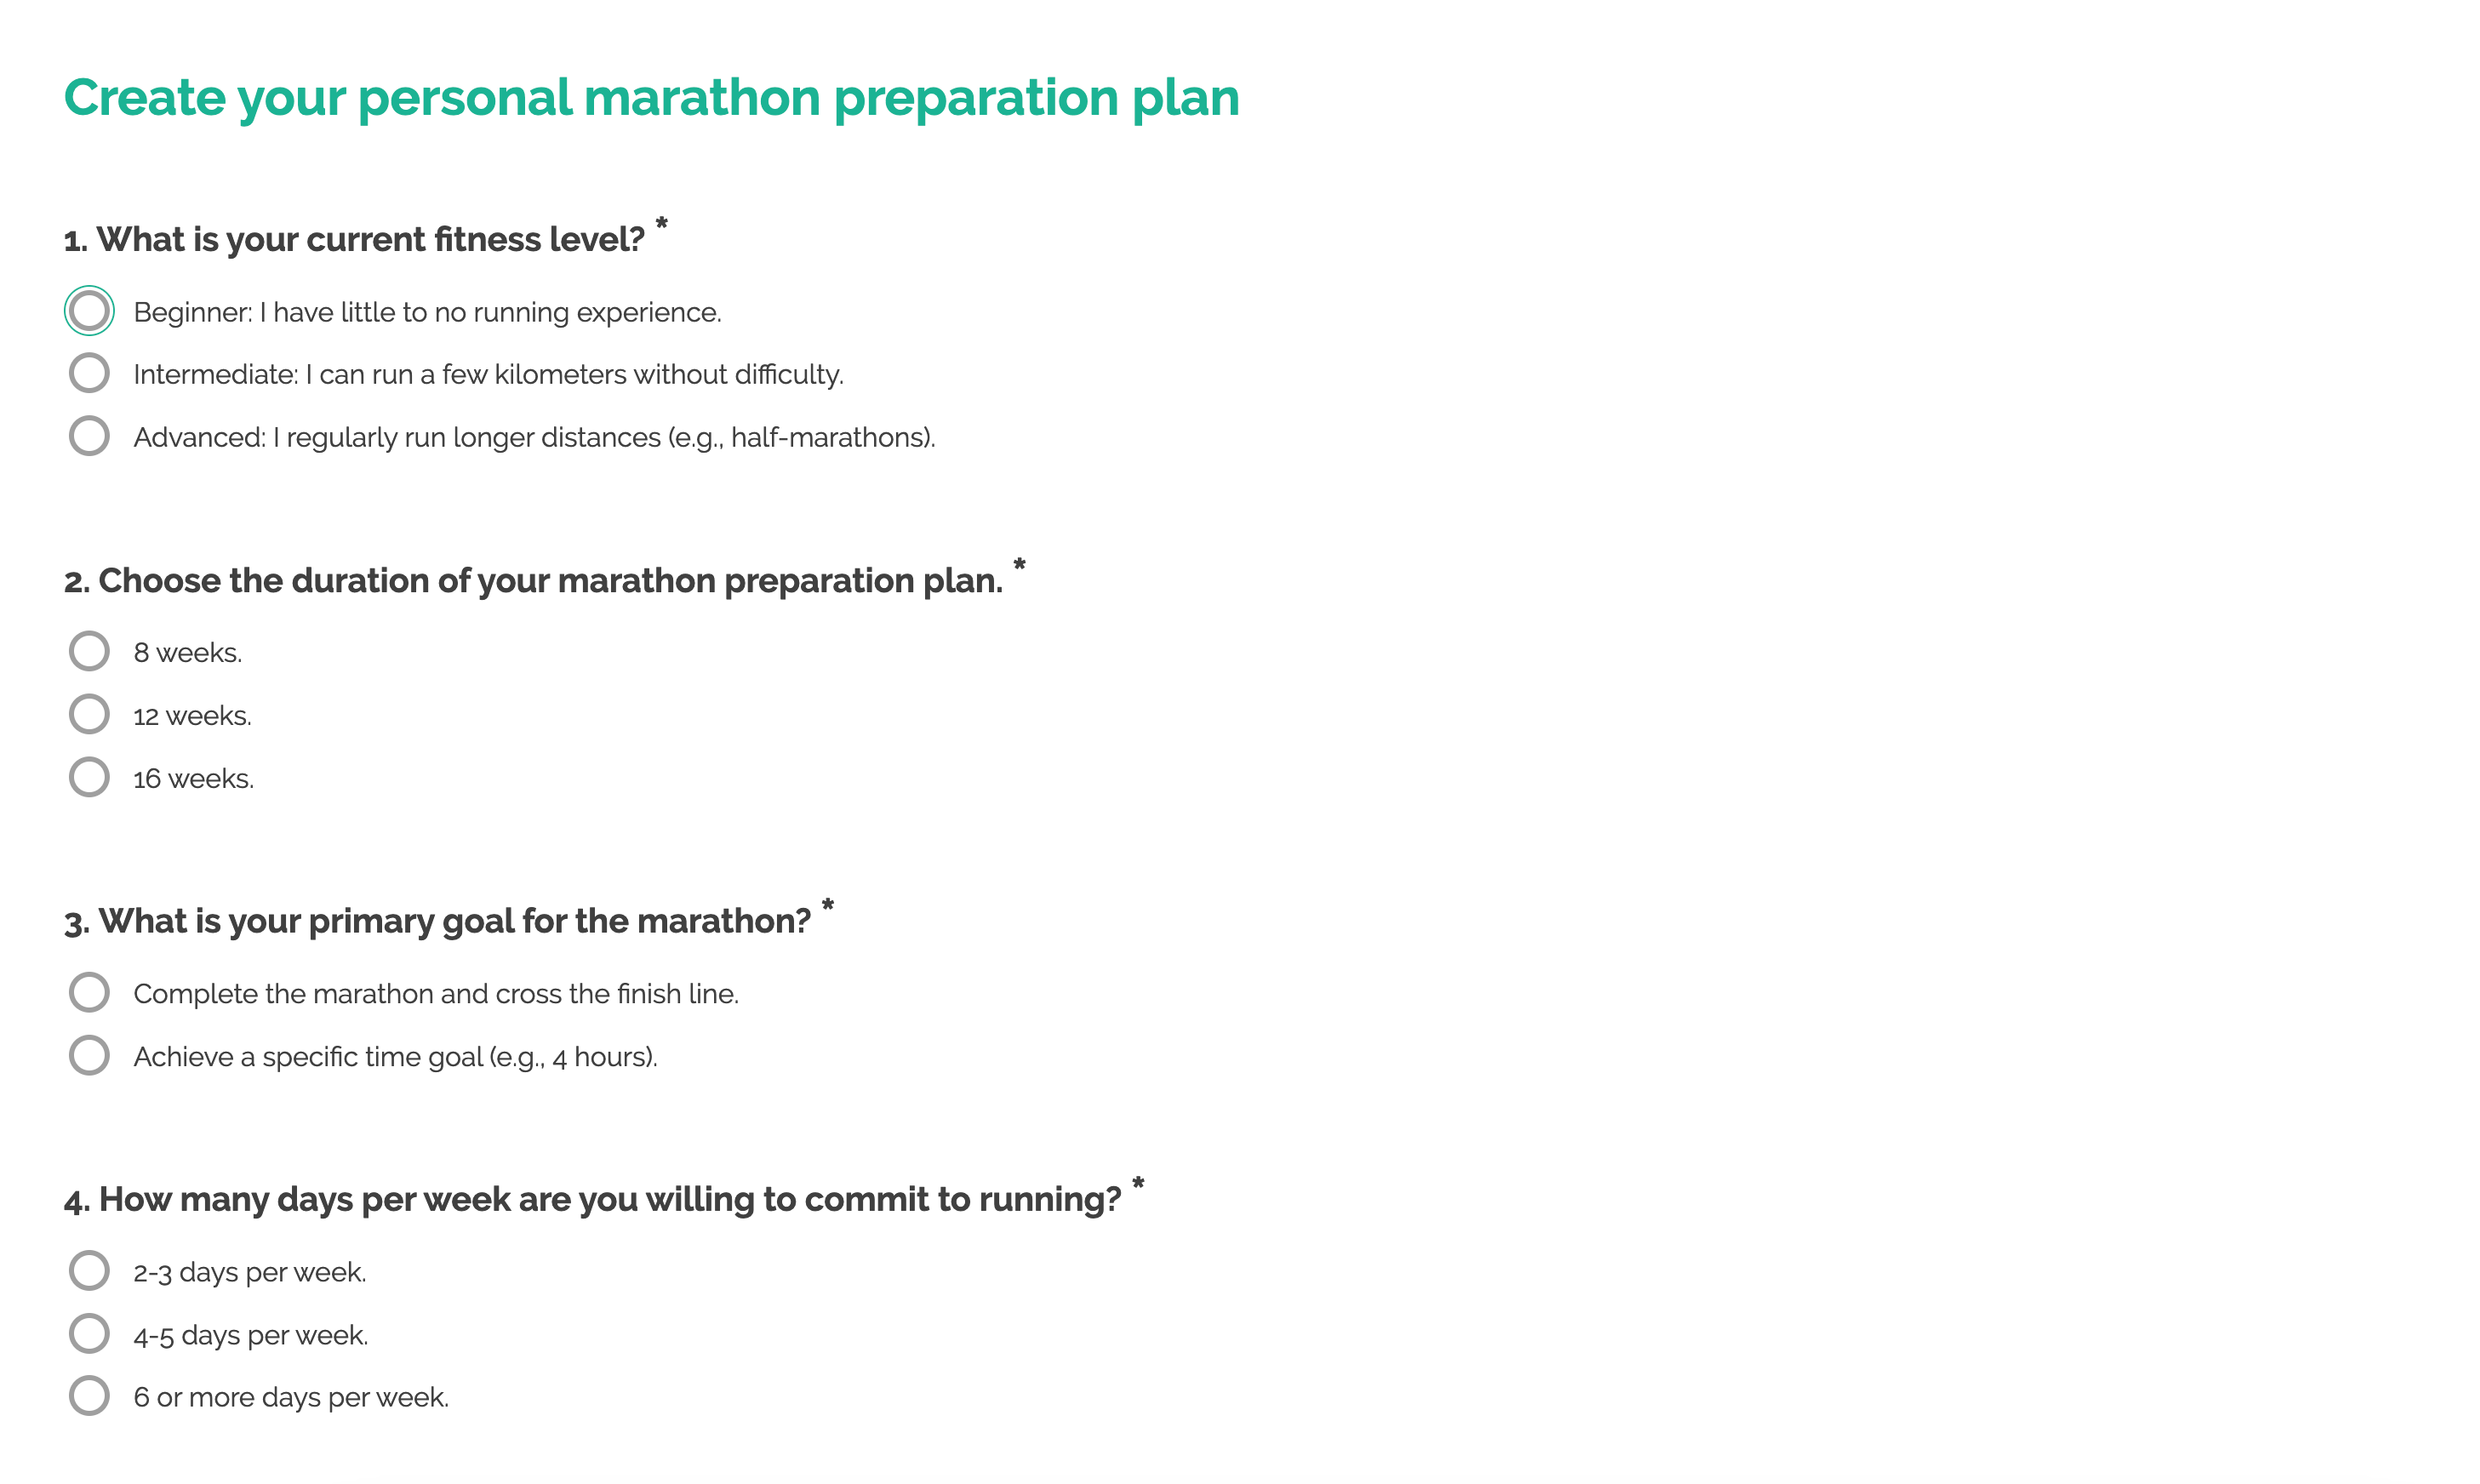 Create your personal marathon preparation plan
1. What is your current fitness level? *
Beginner: I have little to no running experience.
Intermediate: I can run a few kilometers without difficulty.
Advanced: I regularly run longer distances (e.g., half-marathons).
2. Choose the duration of your marathon preparation plan. *
8 weeks.
12 weeks.
16 weeks.
3. What is your primary goal for the marathon? *
Complete the marathon and cross the finish line.
Achieve a specific time goal (e.g., 4 hours).
4. How many days per week are you willing to commit to running? *
2-3 days per week.
4-5 days per week.
6 or more days per week.